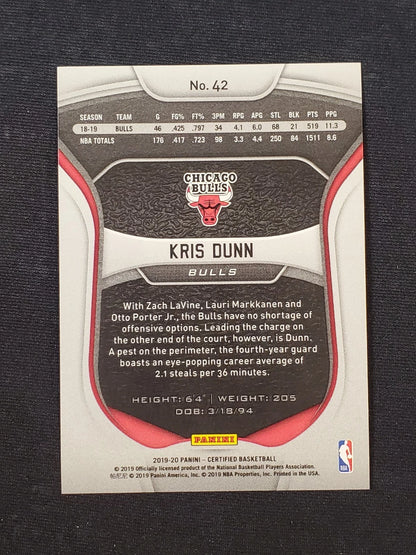 No. 42
SEASON TEAM G FG% FT% 3PM RPG APG STL BLK PTS PPG
18-19 BULLS 46 .425 .797 34 4.1 6.0 68 21 519 11.3
NBA TOTALS 176 .417 .723 98 3.3 4.4 250 84 1511 8.6
CHICAGO
BULLS
KRIS DUNN
BULLS
With Zach LaVine, Lauri Markkanen and
Otto Porter Jr., the Bulls have no shortage of
offensive options. Leading the charge on
the other end of the court, however, is Dunn.
A pest on the perimeter, the fourth-year guard
boasts an eye-popping career average of
2.1 steals per 36 minutes.
HEIGHT: 6'4" | WEIGHT: 205
DOB: 3/18/94
PANINI
2019-20 PANINI – CERTIFIED BASKETBALL
© 2019 Officially licensed product of the National Basketball Players Association.
帕尼尼 © 2019 Panini America, Inc. © 2019 NBA Properties, Inc. Printed in the USA.
NBA